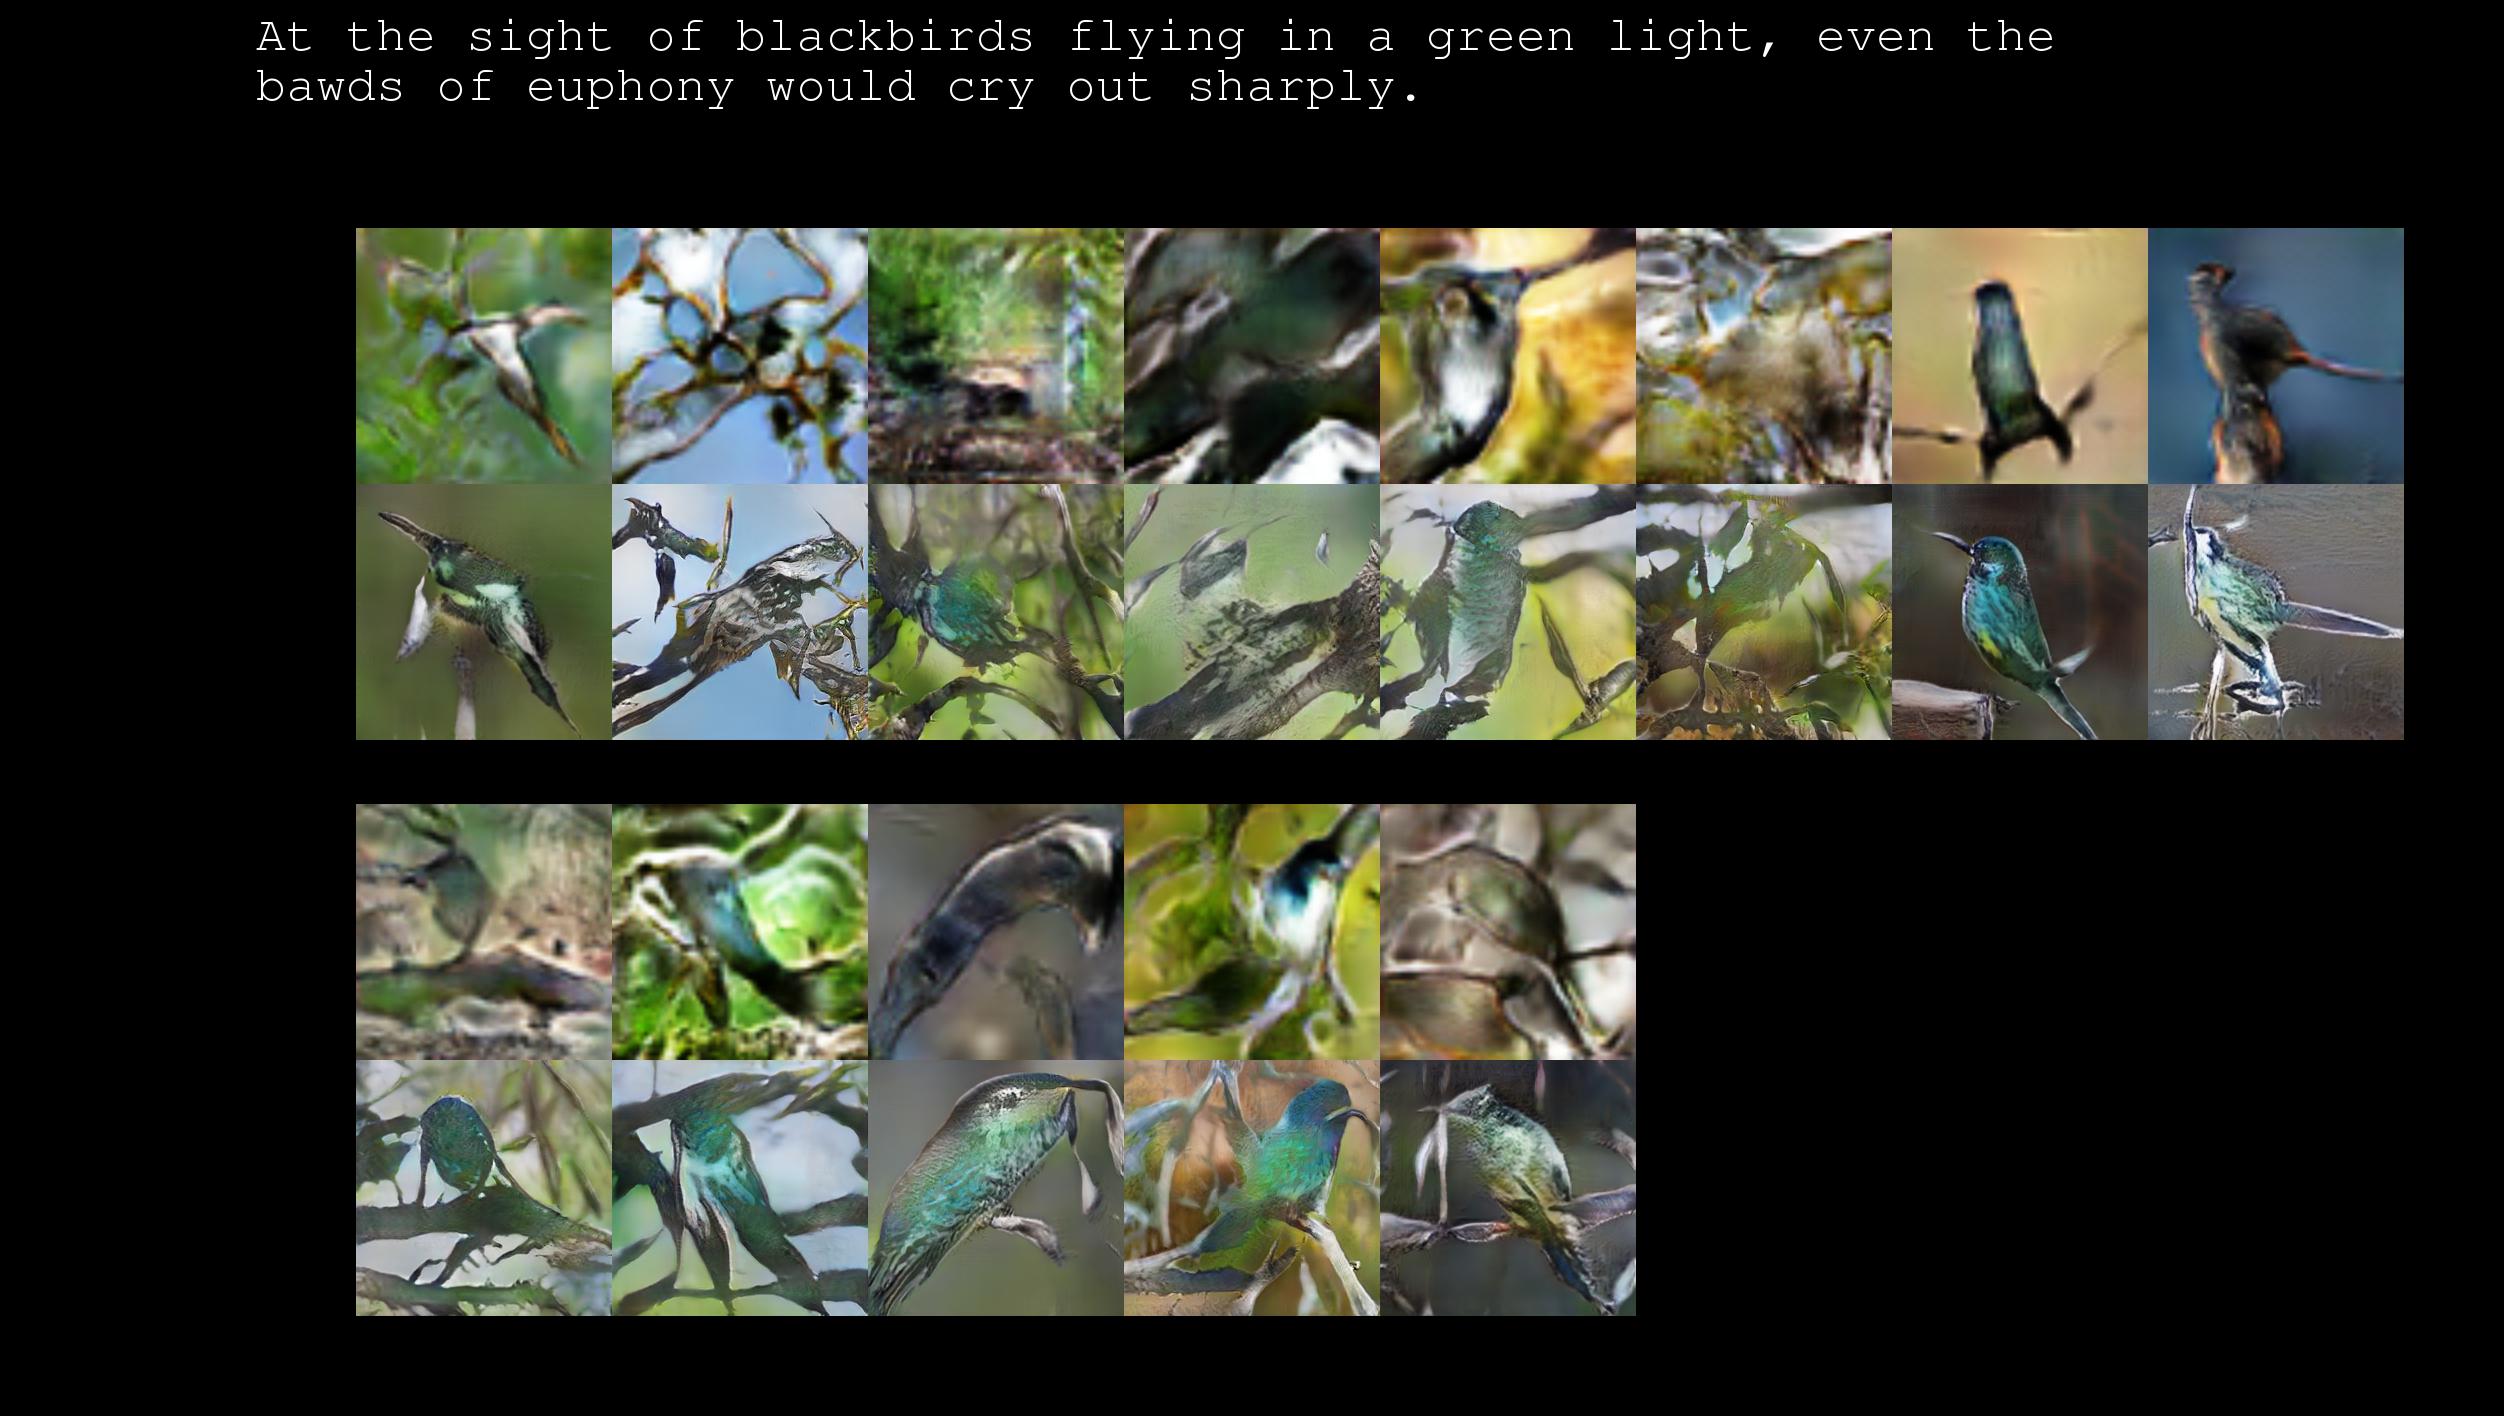 At the sight of blackbirds flying in a green light, even the
bawds of euphony would cry out sharply.